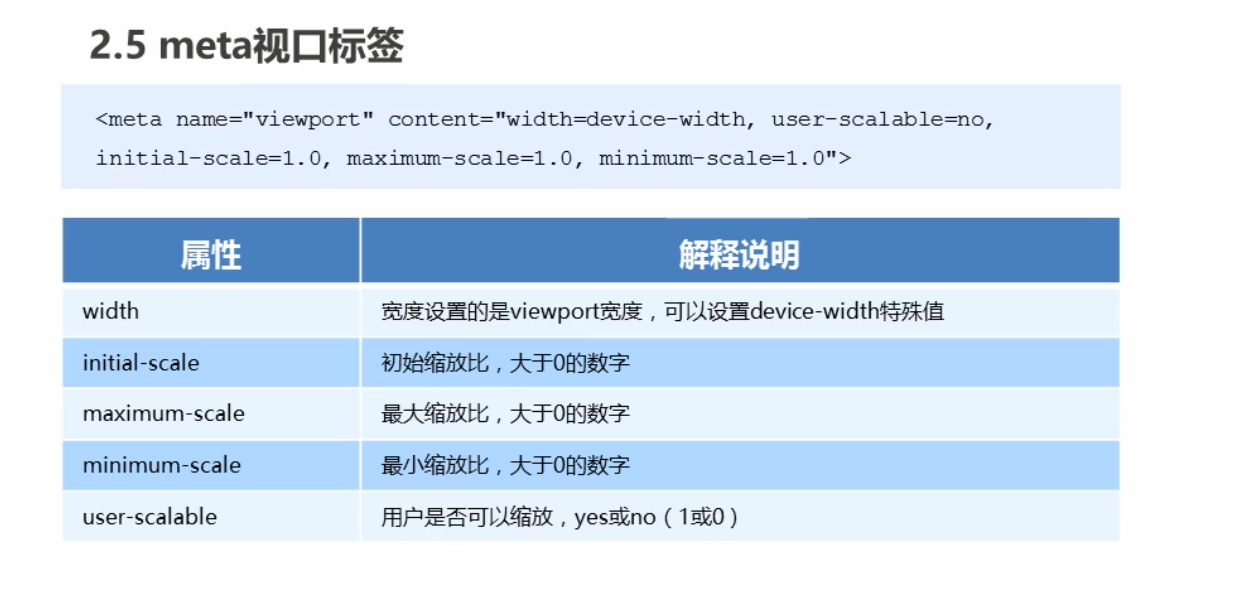 2.5 meta视口标签
<meta name="viewport" content="width=device-width, user-scalable=no,
initial-scale=1.0, maximum-scale=1.0, minimum-scale=1.0">
属性 解释说明
width 宽度设置的是viewport宽度，可以设置device-width特殊值
initial-scale 初始缩放比，大于0的数字
maximum-scale 最大缩放比，大于0的数字
minimum-scale 最小缩放比，大于0的数字
user-scalable 用户是否可以缩放，yes或no（1或0）